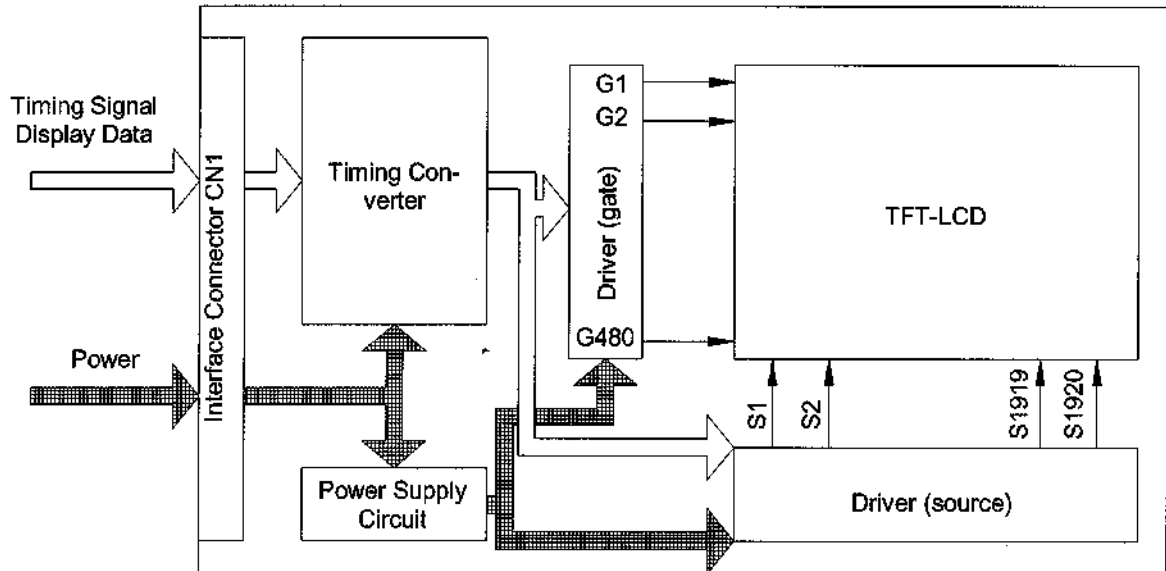 Timing Signal
Display Data
Power
Interface Connector CN1
Timing Con-
verter
Power Supply
Circuit
G1
G2
Driver (gate)
G480
TFT-LCD
S1
S2
S1919
S1920
Driver (source)